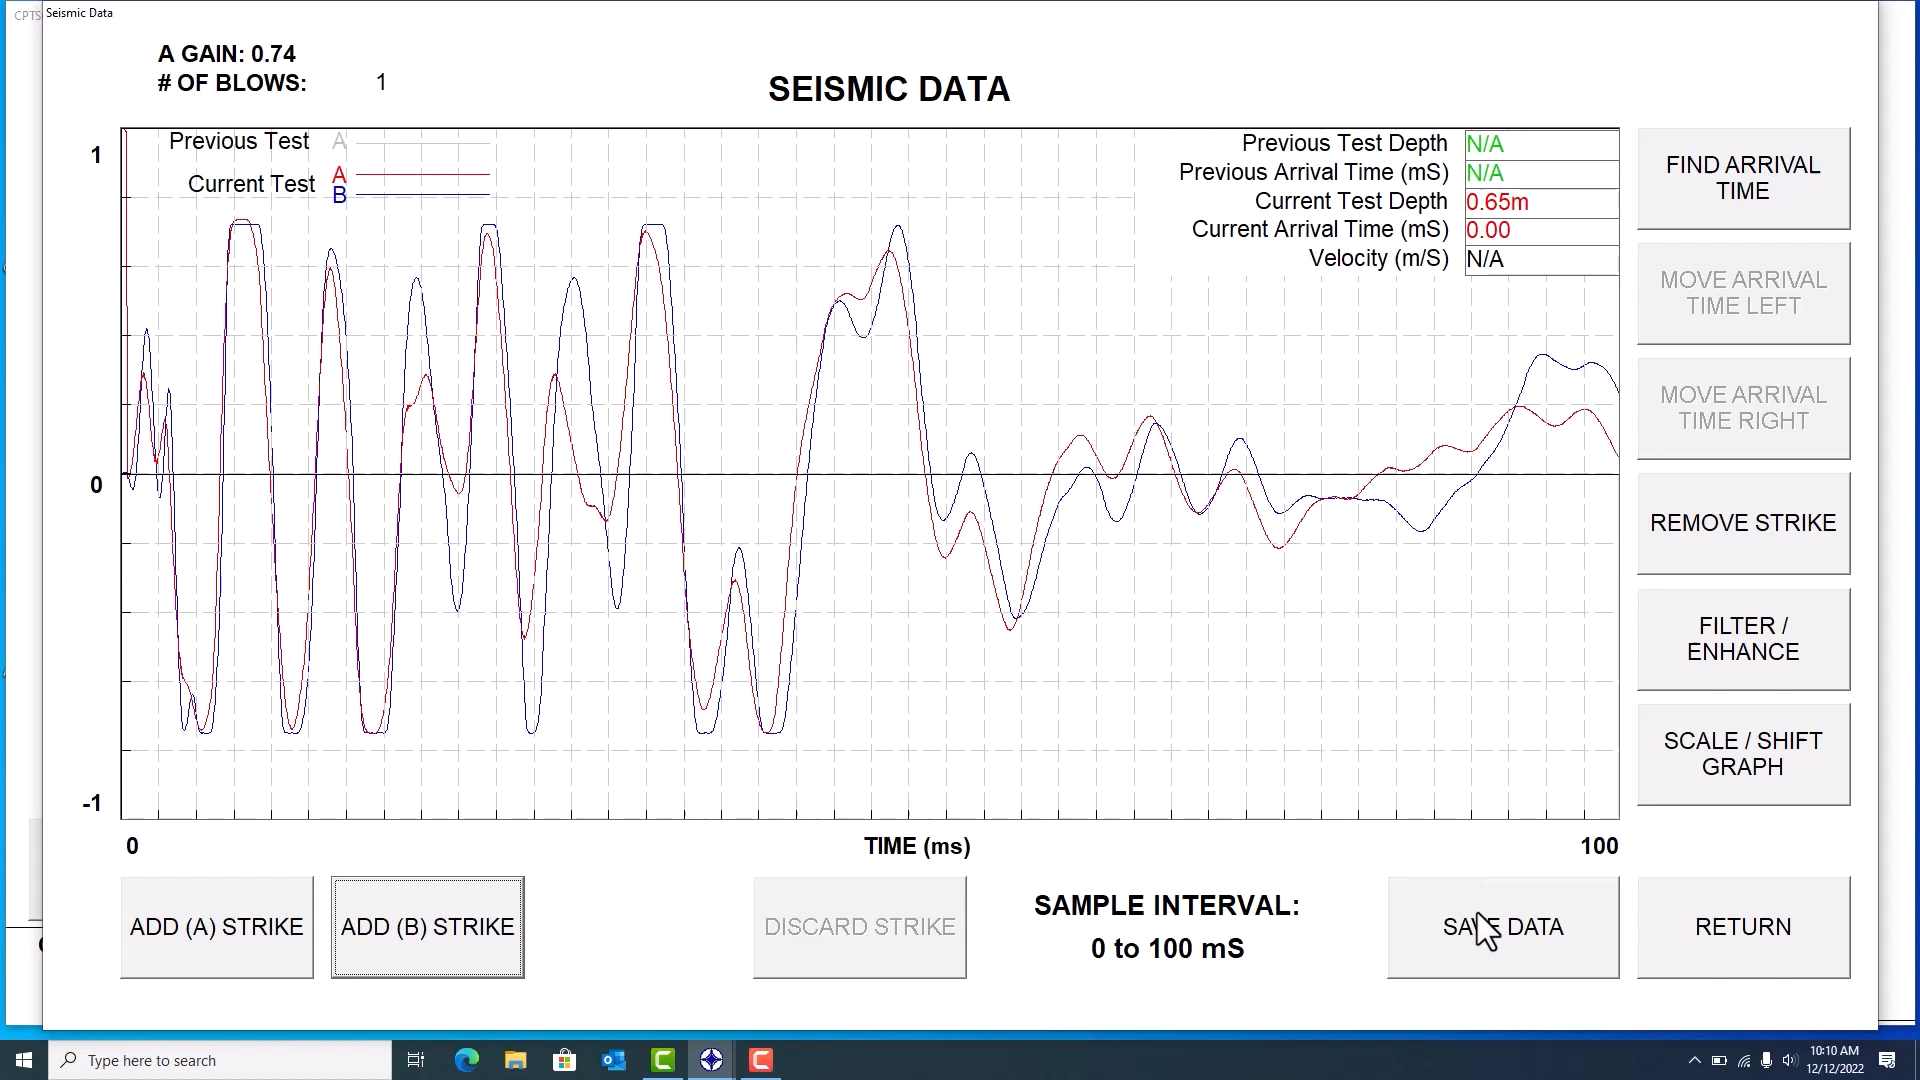 CPTS
Seismic Data
A GAIN: 0.74
# OF BLOWS: 1
SEISMIC DATA
Previous Test A
Current Test A
B
1
0
-1
Previous Test Depth N/A
Previous Arrival Time (mS) N/A
Current Test Depth 0.65m
Current Arrival Time (mS) 0.00
Velocity (m/S) N/A
0
TIME (ms)
100
FIND ARRIVAL
TIME
MOVE ARRIVAL
TIME LEFT
MOVE ARRIVAL
TIME RIGHT
REMOVE STRIKE
FILTER /
ENHANCE
SCALE / SHIFT
GRAPH
ADD (A) STRIKE
ADD (B) STRIKE
DISCARD STRIKE
SAMPLE INTERVAL:
0 to 100 mS
SAVE DATA
RETURN
Type here to search
10:10 AM
12/12/2022